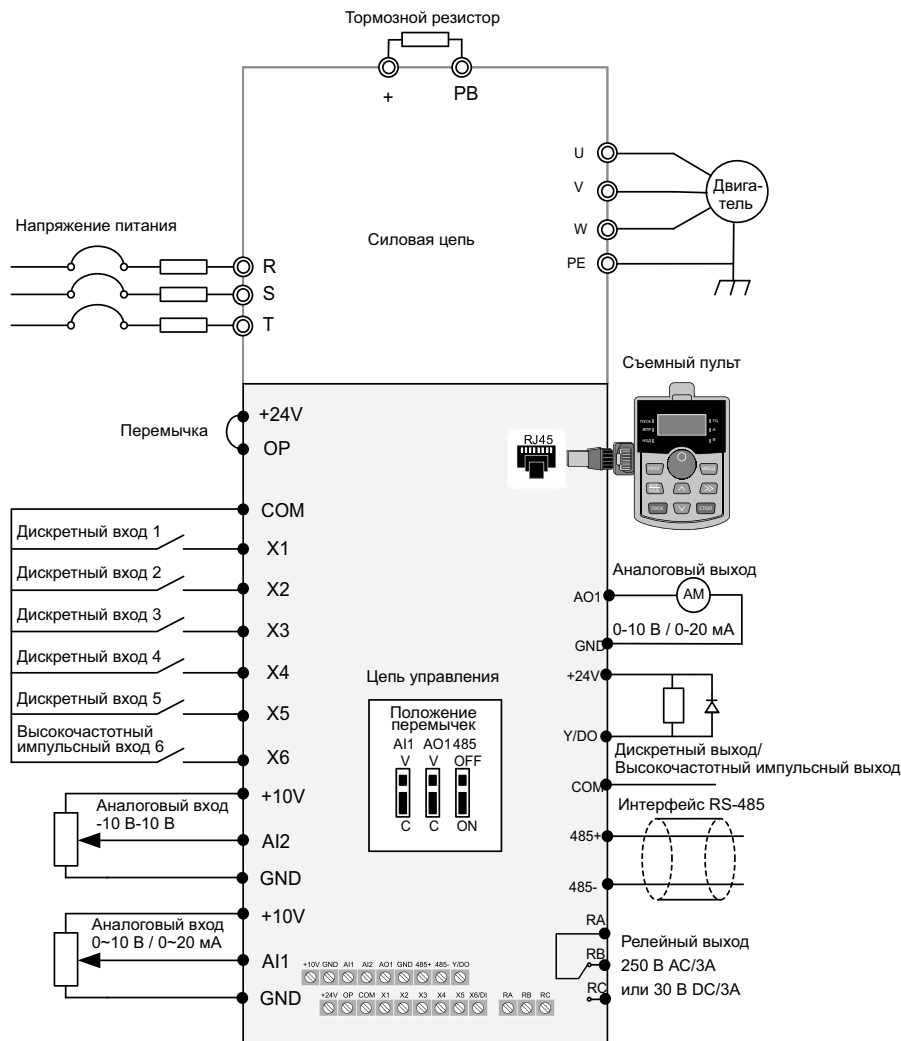 Тормозной резистор
+
PB
U
V
W
PE
Двига-
тель
Напряжение питания
R
S
T
Силовая цепь
Съемный пульт
+24V
OP
Перемычка
RJ45
ПУСК
ВПР
ГЦ
А
В
ПУСК
СТОП
COM
Дискретный вход 1
X1
Дискретный вход 2
X2
Дискретный вход 3
X3
Дискретный вход 4
X4
Дискретный вход 5
X5
Высокочастотный
импульсный вход 6
X6
Аналоговый выход
AO1
AM
0-10 В / 0-20 мА
GND
+24V
Y/DO
Дискретный выход/
Высокочастотный импульсный выход
COM
Цепь управления
Положение
перемычек
AI1 AO1 485
V V OFF
C C ON
Интерфейс RS-485
485+
485-
+10V
Аналоговый вход
-10 В-10 В
AI2
GND
+10V
Аналоговый вход
0~10 В / 0~20 мА
AI1
GND
RA
RB
RC
Релейный выход
250 В AC/3A
или 30 В DC/3A
+10V GND AI1 AI2 AO1 GND 485+ 485- Y/DO
+24V OP COM X1 X2 X3 X4 X5 X6/DI RA RB RC